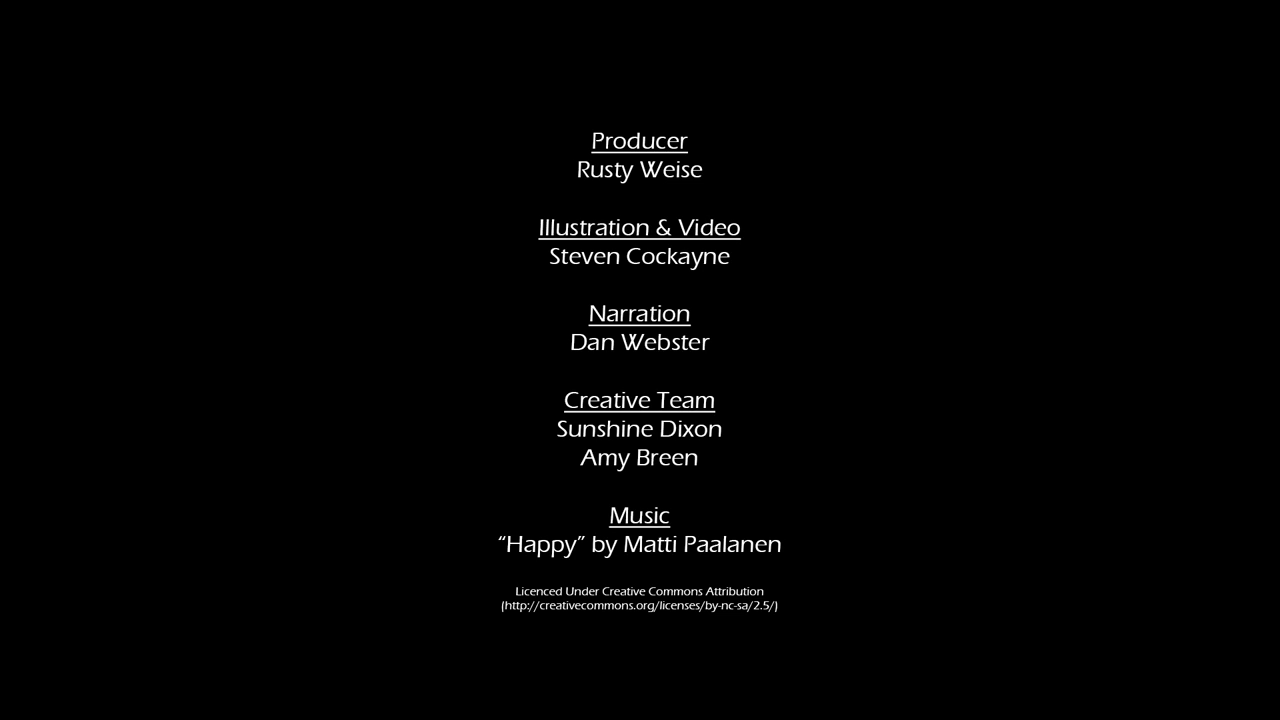 Producer
Rusty Weise
Illustration & Video
Steven Cockayne
Narration
Dan Webster
Creative Team
Sunshine Dixon
Amy Breen
Music
“Happy” by Matti Paalanen
Licenced Under Creative Commons Attribution
(http://creativecommons.org/licenses/by-nc-sa/2.5/)